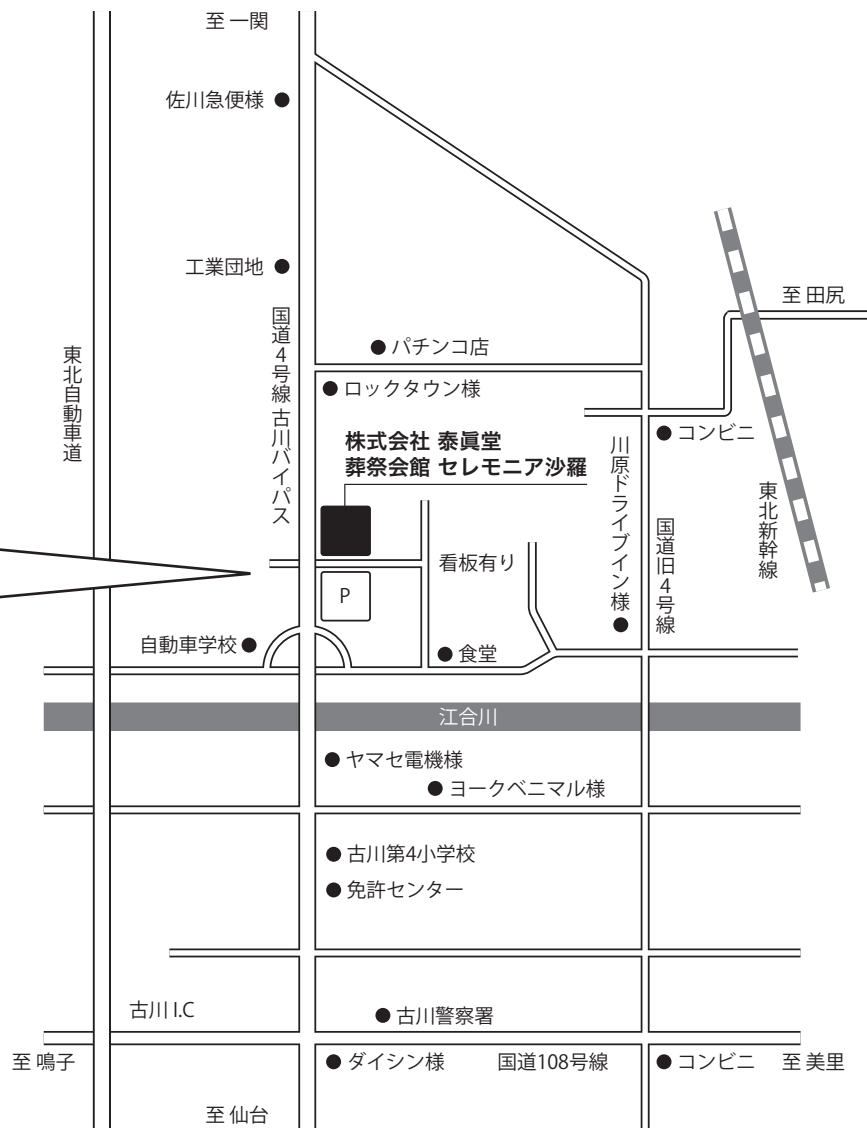 至 一関
佐川急便様
工業団地
至 田尻
国道4号線 古川バイパス
パチンコ店
東北自動車道
ロックタウン様
コンビニ
株式会社 泰眞堂
葬祭会館 セレモニア沙羅
川原ドライブイン様
東北新幹線
国道旧4号線
看板有り
P
自動車学校
食堂
江合川
ヤマセ電機様
ヨークベニマル様
古川第4小学校
免許センター
古川 I.C
古川警察署
至 鳴子
ダイシン様
国道108号線
コンビニ
至 美里
至 仙台